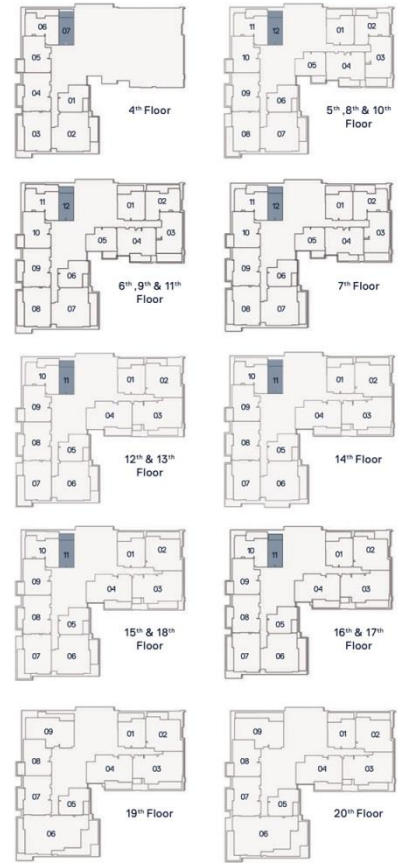 06 07
05
04
01
03 02
4th Floor
11 12 01 02
10 05 04 03
09 06
08 07
5th ,8th & 10th
Floor
11 12 01 02
10 05 04 03
09 06
08 07
6th ,9th & 11th
Floor
11 12 01 02
10 05 04 03
09 06
08 07
7th Floor
10 11 01 02
09 04 03
08 05
07 06
12th & 13th
Floor
10 11 01 02
09 04 03
08 05
07 06
14th Floor
10 11 01 02
09 04 03
08 05
07 06
15th & 18th
Floor
10 11 01 02
09 04 03
08 05
07 06
16th & 17th
Floor
09 01 02
08 04 03
07 05
06
19th Floor
09 01 02
08 04 03
07 05
06
20th Floor